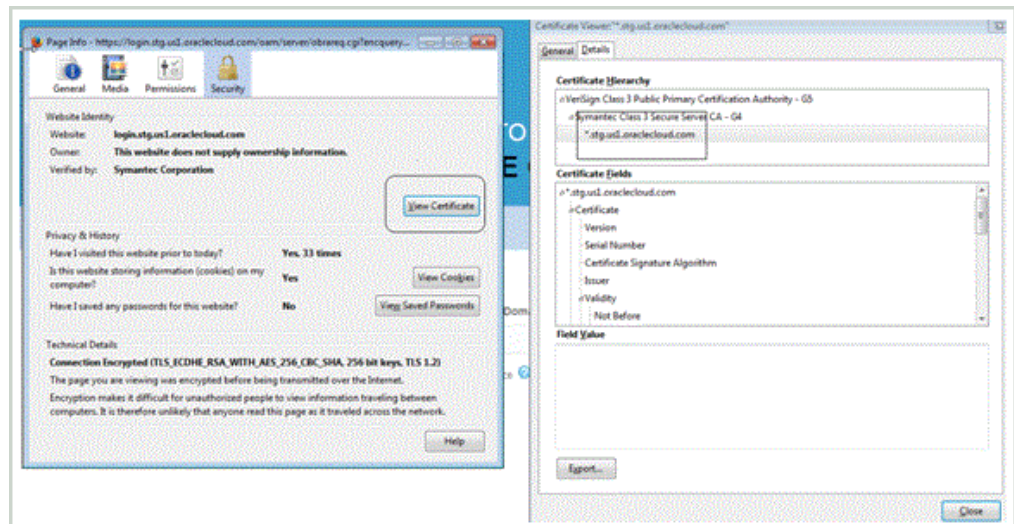 Page Info - https://login.stg.us1.oraclecloud.com/oam/server/obrareq.cgi?encquery...
General Media Permissions Security
Website Identity
Website: login.stg.us1.oraclecloud.com
Owner: This website does not supply ownership information.
Verified by: Symantec Corporation
View Certificate
Privacy & History
Have I visited this website prior to today? Yes, 33 times
Is this website storing information (cookies) on my
computer? Yes View Cookies
Have I saved any passwords for this website? No View Saved Passwords
Technical Details
Connection Encrypted (TLS_ECDHE_RSA_WITH_AES_256_CBC_SHA, 256 bit keys, TLS 1.2)
The page you are viewing was encrypted before being transmitted over the Internet.
Encryption makes it difficult for unauthorized people to view information traveling between
computers. It is therefore unlikely that anyone read this page as it traveled across the network.
Help
TO
E
Dom
ce
Certificate Viewer:"*.stg.us1.oraclecloud.com"
General Details
Certificate Hierarchy
VeriSign Class 3 Public Primary Certification Authority - G5
Symantec Class 3 Secure Server CA - G4
*.stg.us1.oraclecloud.com
Certificate Fields
*.stg.us1.oraclecloud.com
Certificate
Version
Serial Number
Certificate Signature Algorithm
Issuer
Validity
Not Before
Field Value
Export...
Close